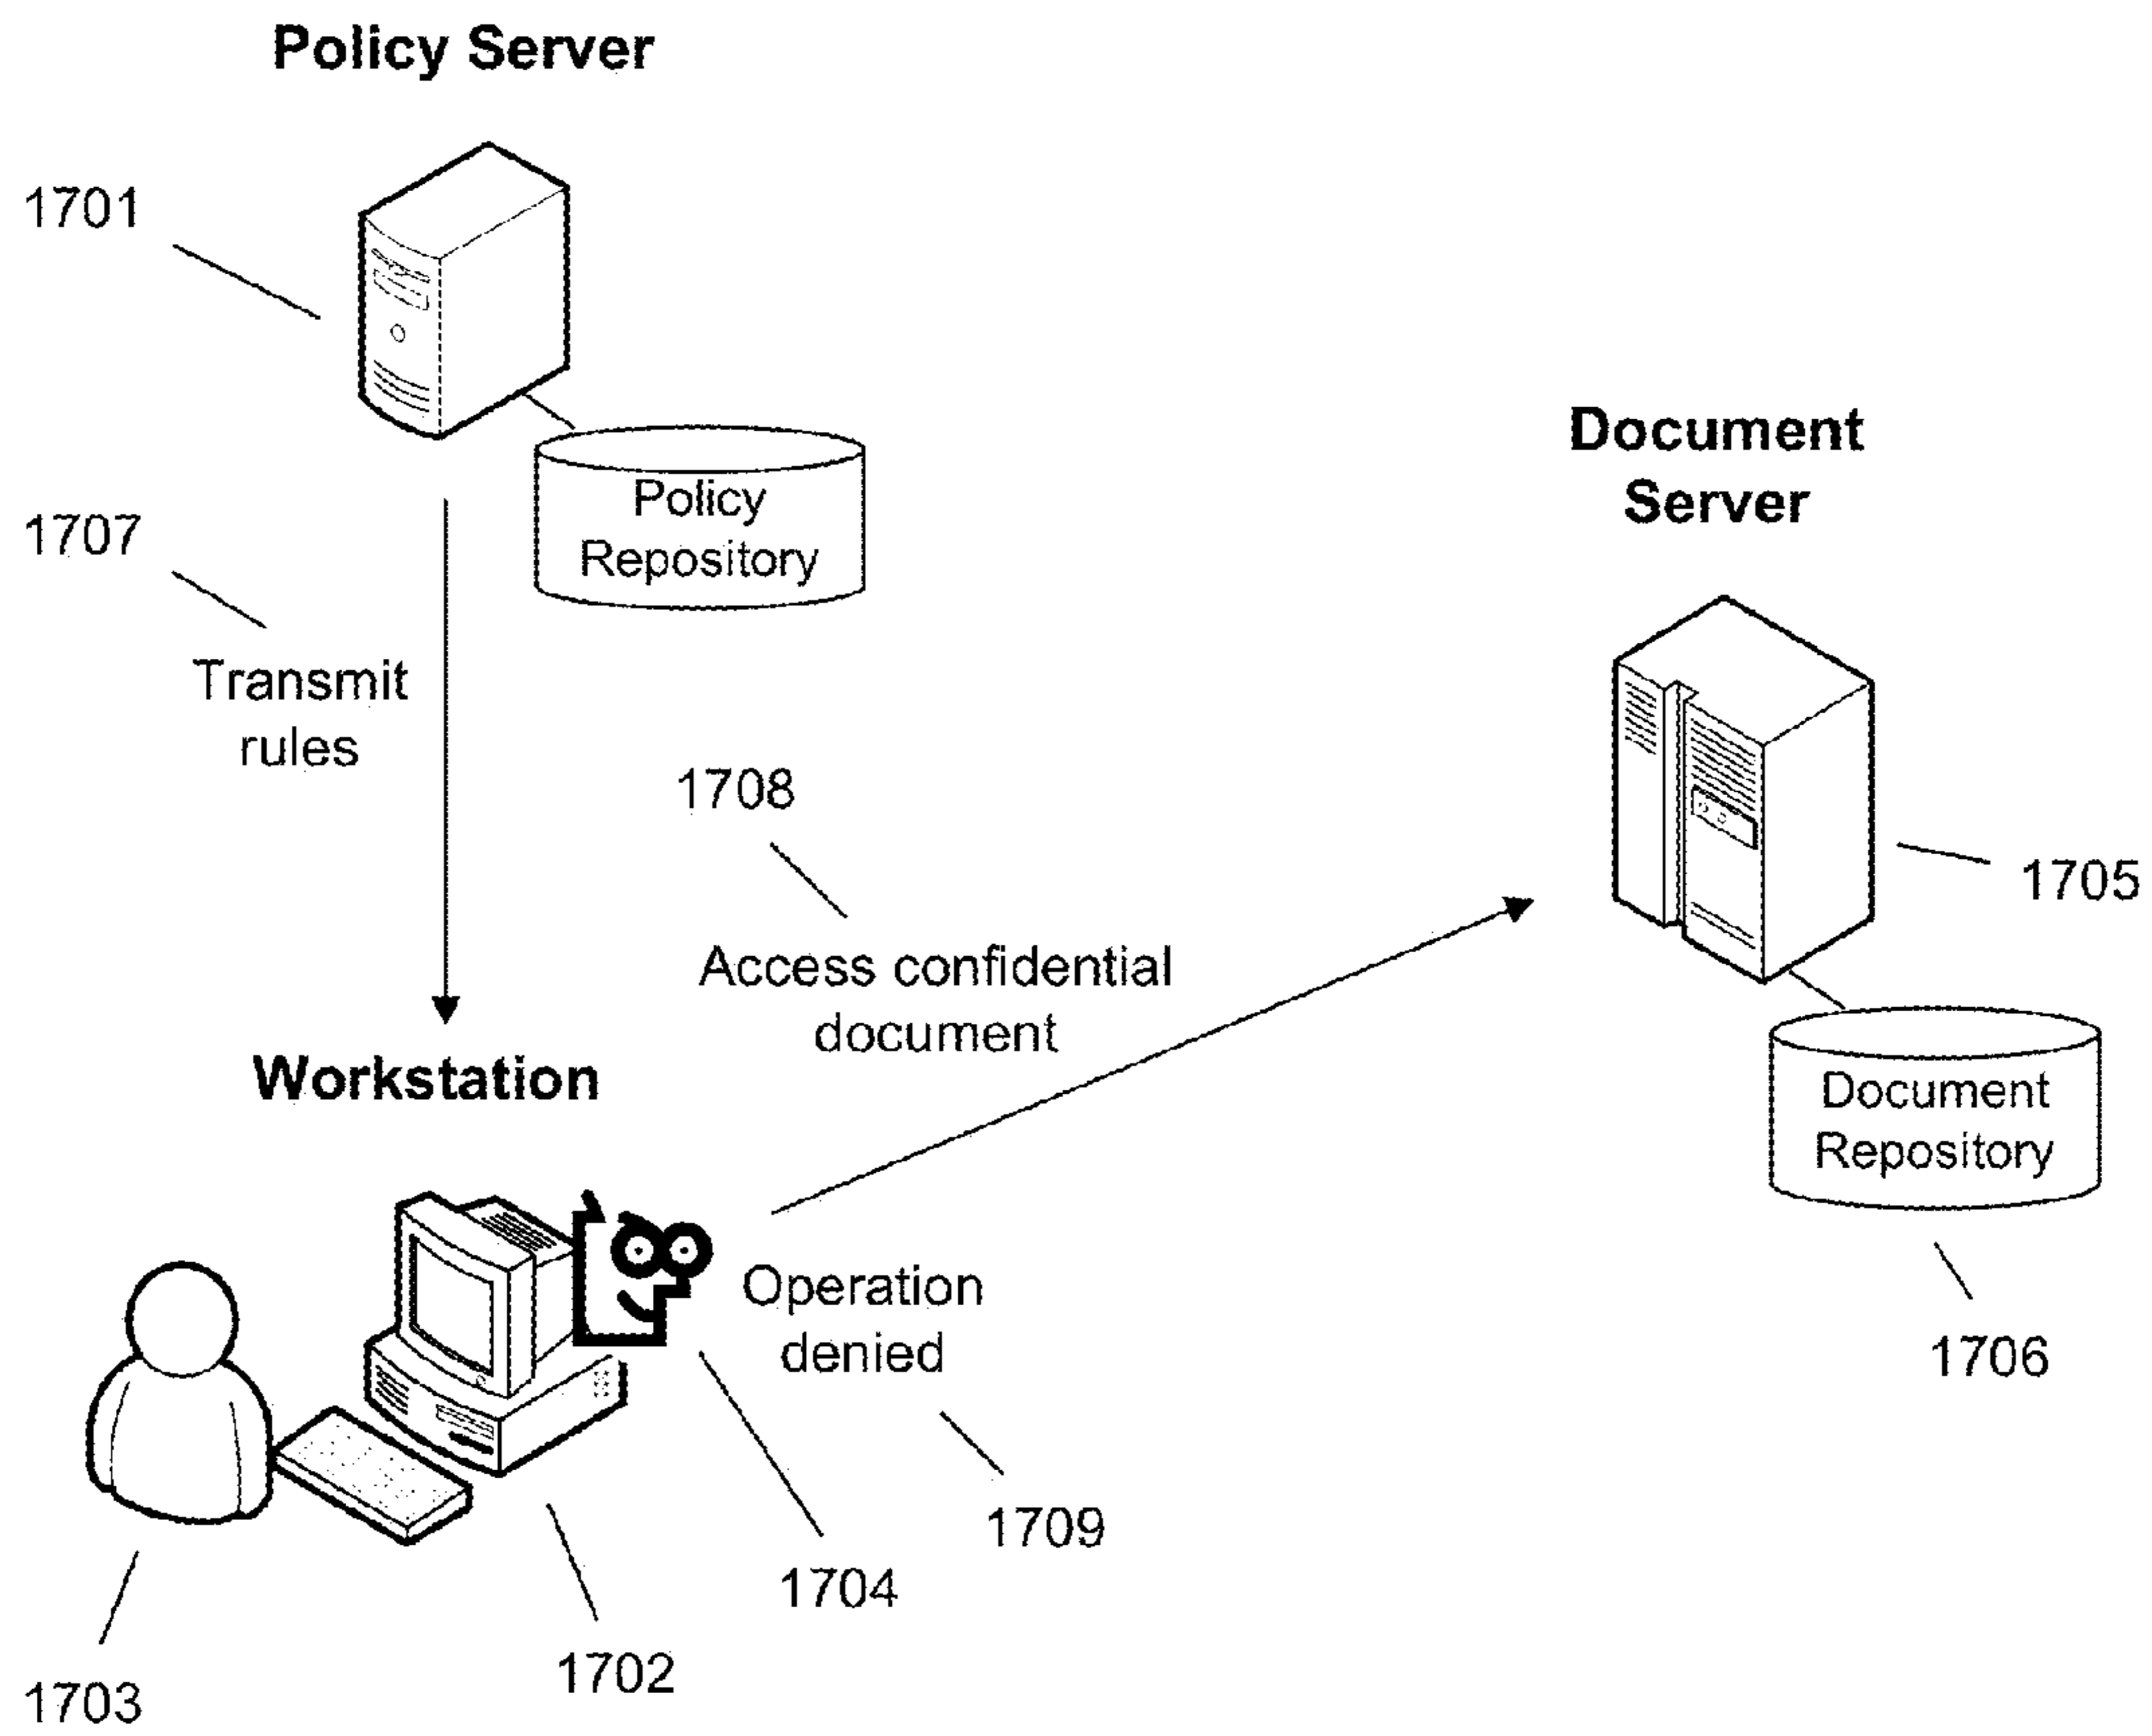 Policy Server
1701
Policy
Repository
1707
Transmit
rules
Document
Server
1708
1705
Access confidential
document
Workstation
Document
Repository
Operation
denied
1706
1709
1704
1702
1703